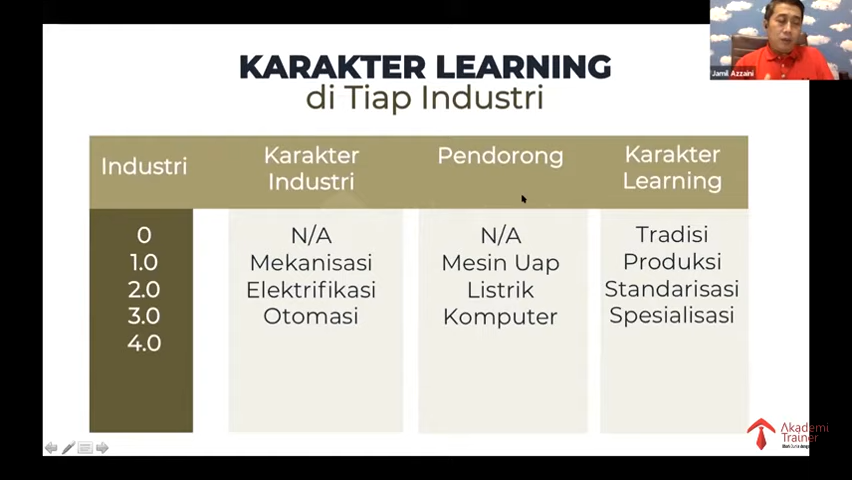 Jamil Azzaini
KARAKTER LEARNING
di Tiap Industri
Industri
Karakter Industri
Pendorong
Karakter Learning
0 N/A N/A Tradisi
1.0 Mekanisasi Mesin Uap Produksi
2.0 Elektrifikasi Listrik Standarisasi
3.0 Otomasi Komputer Spesialisasi
4.0
Akademi
Trainer